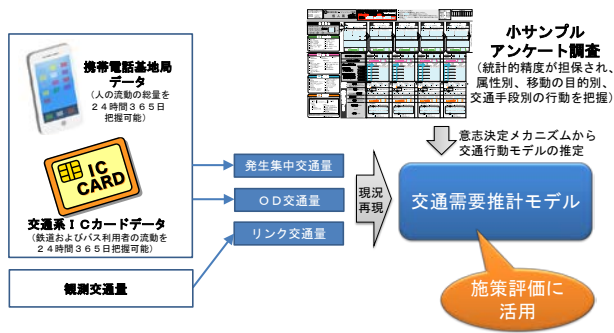 携帯電話基地局
データ
(人の流動の総量を
24時間365日
把握可能)
IC
CARD
交通系ICカードデータ
(鉄道およびバス利用者の流動を
24時間365日把握可能)
観測交通量
発生集中交通量
OD交通量
リンク交通量
現況
再現
小サンプル
アンケート調査
(統計的精度が担保され、
属性別、移動の目的別、
交通手段別の行動を把握)
意志決定メカニズムから
交通行動モデルの推定
交通需要推計モデル
施策評価に
活用